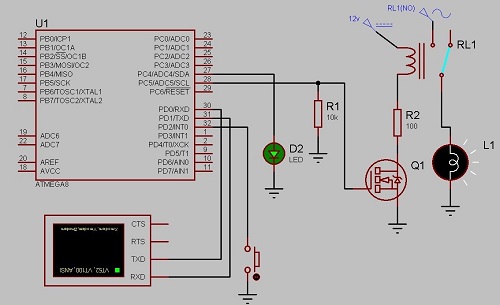 U1
12 PB0/ICP1 PC0/ADC0 23
13 PB1/OC1A PC1/ADC1 24
14 PB2/SS/OC1B PC2/ADC2 25
15 PB3/MOSI/OC2 PC3/ADC3 26
16 PB4/MISO PC4/ADC4/SDA 27
17 PB5/SCK PC5/ADC5/SCL 28
7 PB6/TOSC1/XTAL1 PC6/RESET 29
8 PB7/TOSC2/XTAL2
PD0/RXD 30
PD1/TXD 31
PD2/INT0 32
19 ADC6 PD3/INT1 1
22 ADC7 PD4/T0/XCK 2
PD5/T1 9
20 AREF PD6/AIN0 10
18 AVCC PD7/AIN1 11
ATMEGA8
CTS
RTS
TXD
RXD
VT52, VT100, ANSI
D2
LED
R1
10k
12v
RL1(NO)
RL1
R2
100
Q1
L1